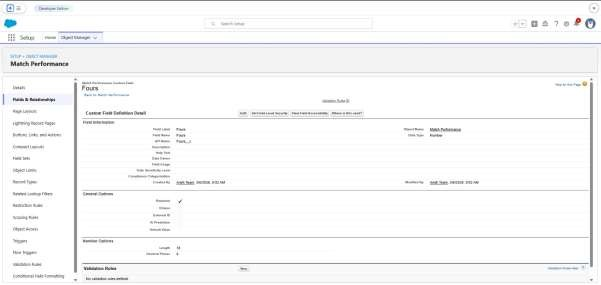 Developer Edition
Search Setup
Setup
Home
Object Manager
SETUP > OBJECT MANAGER
Match Performance
Details
Fields & Relationships
Page Layouts
Lightning Record Pages
Buttons, Links, and Actions
Compact Layouts
Field Sets
Object Limits
Record Types
Related Lookup Filters
Restriction Rules
Scoping Rules
Object Access
Triggers
Flow Triggers
Validation Rules
Conditional Field Formatting
Match Performance Custom Field
Fours
Back to Match Performance
Help for this Page
Validation Rules
Custom Field Definition Detail
Edit
Set Field-Level Security
View Field Accessibility
Where is this used?
Field Information
Field Label Fours
Object Name Match Performance
Field Name Fours
Data Type Number
API Name Fours__c
Description
Help Text
Data Owner
Field Usage
Data Sensitivity Level
Compliance Categorization
Created By
Modified By
General Options
Required
Unique
External ID
AI Prediction
Default Value
Number Options
Length 18
Decimal Places 0
Validation Rules
New
Validation Rules Help
No validation rules defined.